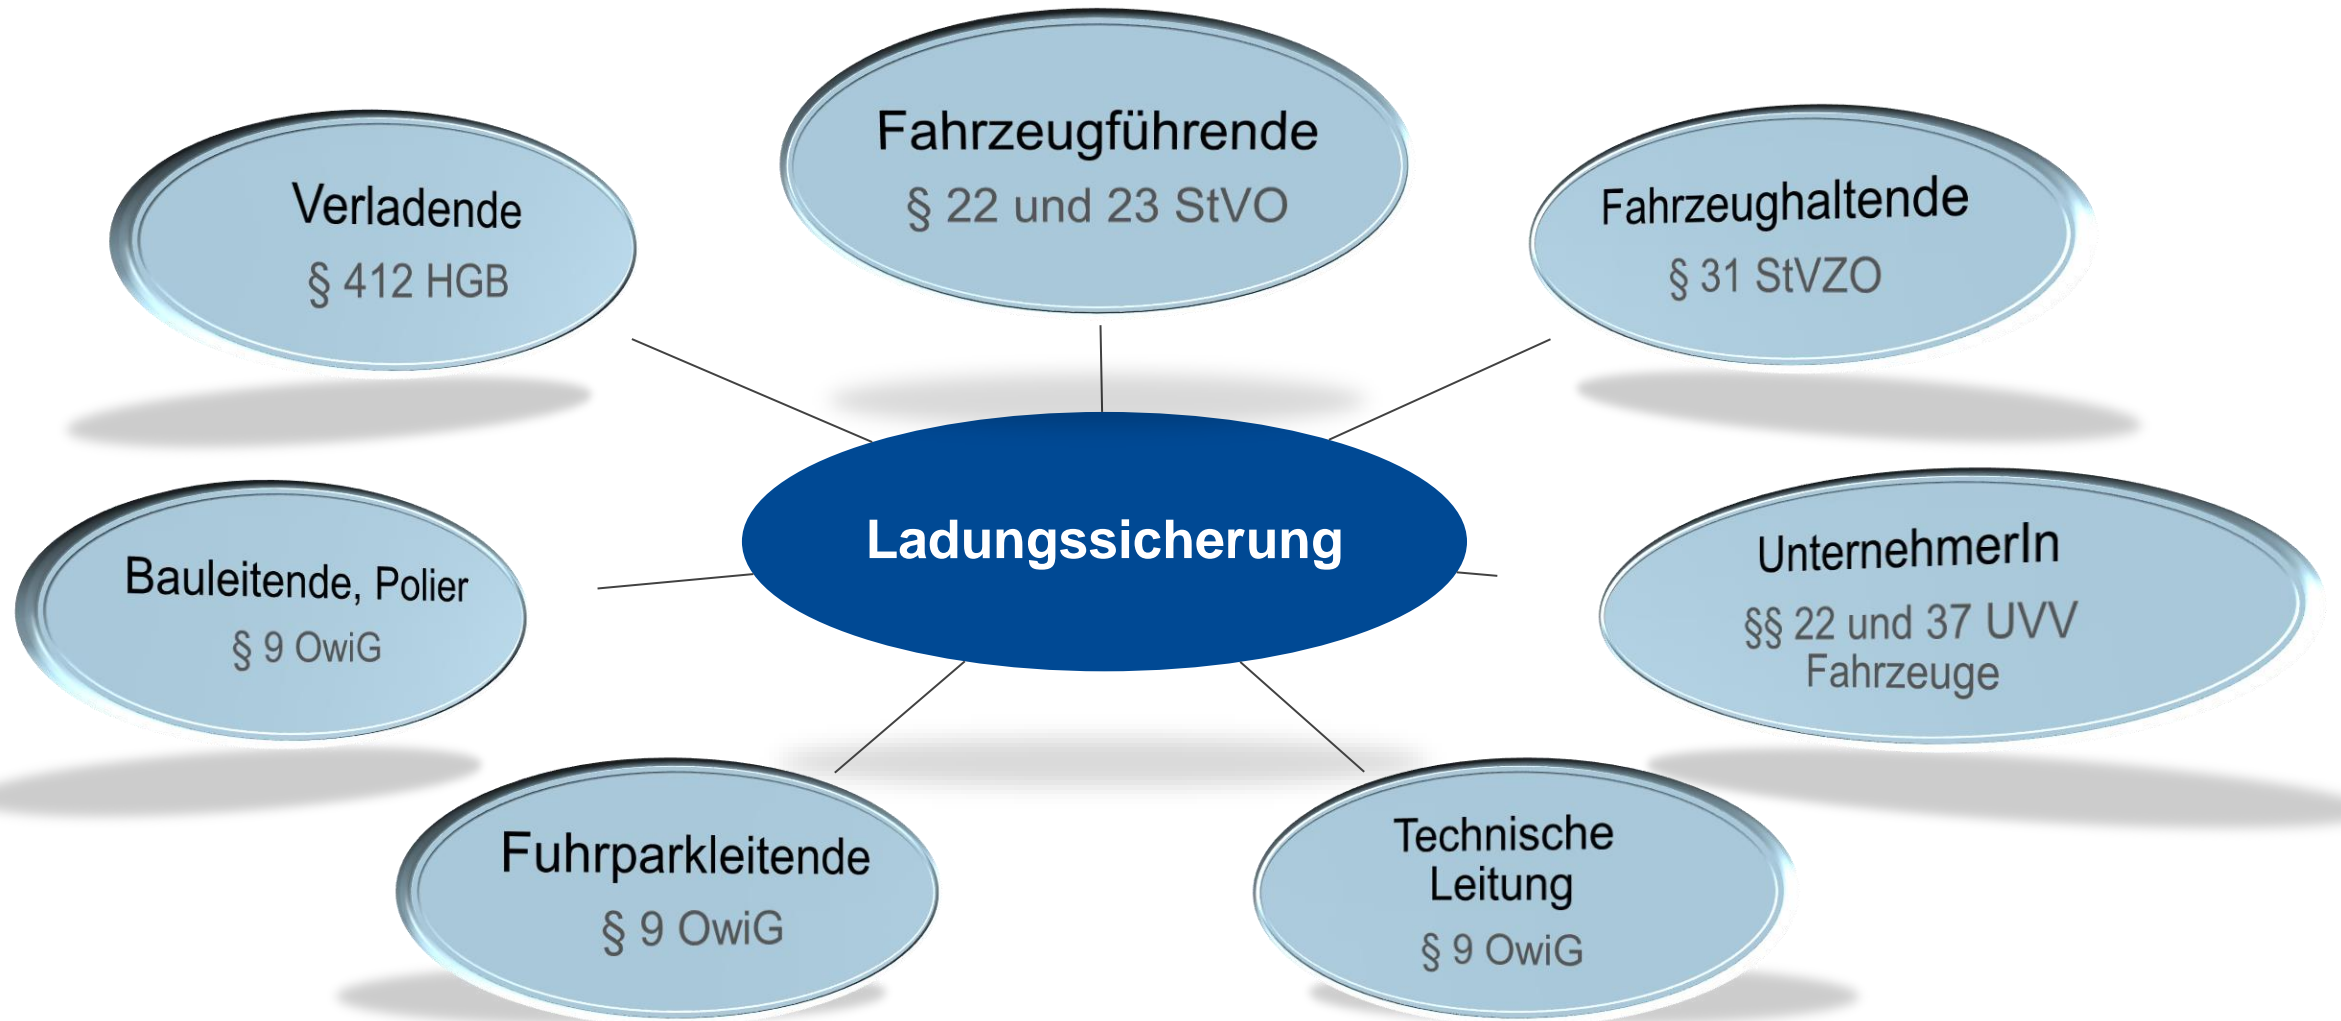 Fahrzeugführende
§ 22 und 23 StVO
Verladende
§ 412 HGB
Fahrzeughaltende
§ 31 StVZO
Ladungssicherung
Bauleitende, Polier
§ 9 OwiG
UnternehmerIn
§§ 22 und 37 UVV
Fahrzeuge
Fuhrparkleitende
§ 9 OwiG
Technische
Leitung
§ 9 OwiG